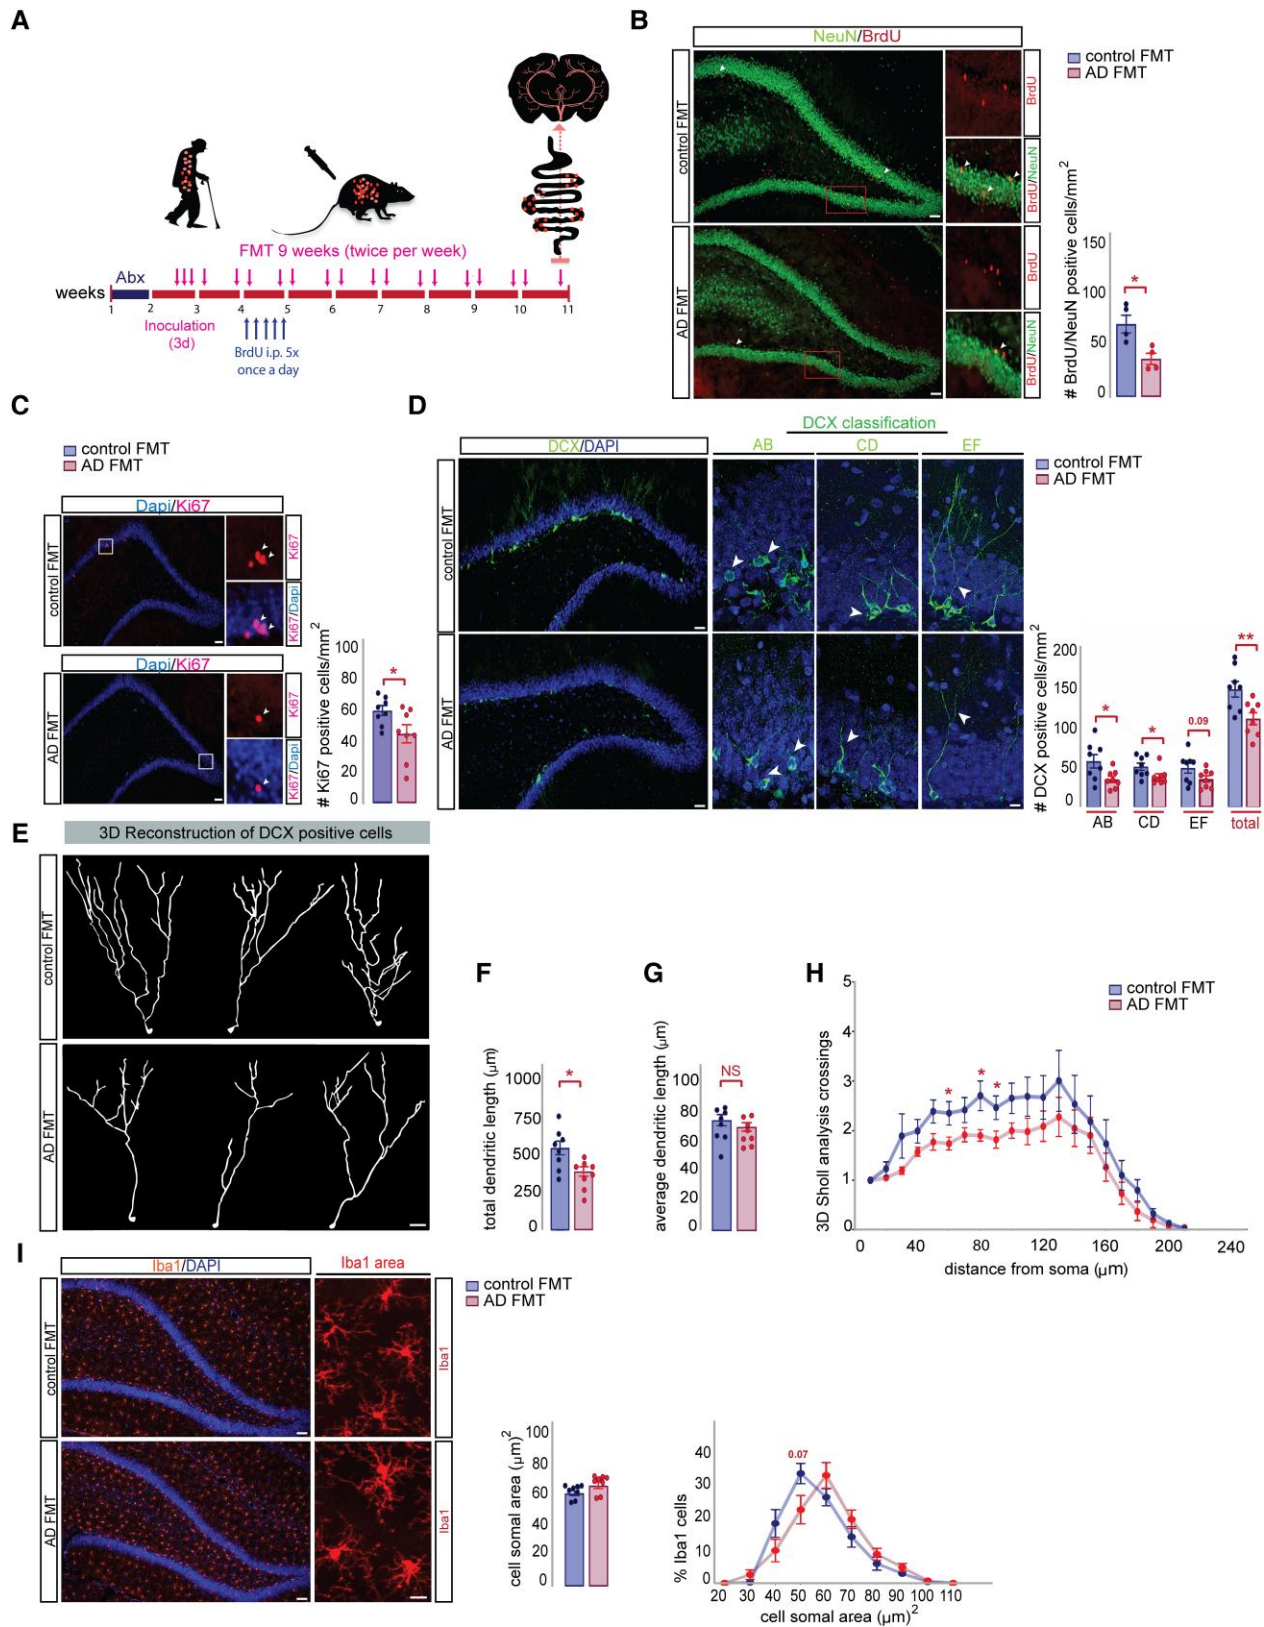 A
FMT 9 weeks (twice per week)
Abx
weeks
1 2 3 4 5 6 7 8 9 10 11
Inoculation
(3d)
BrdU i.p. 5x
once a day
B
NeuN/BrdU
control FMT
AD FMT
BrdU
BrdU/NeuN
BrdU
BrdU/NeuN
control FMT
AD FMT
# BrdU/NeuN positive cells/mm2
150
100
50
0
*
C
control FMT
AD FMT
Dapi/Ki67
control FMT
Ki67
Ki67/Dapi
Dapi/Ki67
AD FMT
Ki67
Ki67/Dapi
# Ki67 positive cells/mm2
100
80
60
40
20
0
*
D
DCX classification
DCX/DAPI
AB CD EF
control FMT
AD FMT
control FMT
AD FMT
# DCX positive cells/mm2
200
150
100
50
0
* * 0.09 **
AB CD EF total
E
3D Reconstruction of DCX positive cells
control FMT
AD FMT
F
total dendritic length (µm)
1000
750
500
250
0
*
G
average dendritic length (µm)
100
80
60
40
20
0
NS
H
control FMT
AD FMT
3D Sholl analysis crossings
5
4
3
2
1
0
* * *
0 40 80 120 160 200 240
distance from soma (µm)
I
Iba1/DAPI
Iba1 area
control FMT
AD FMT
Iba1
Iba1
control FMT
AD FMT
cell somal area (µm)2
100
80
60
40
20
0
% Iba1 cells
40
30
20
10
0
0.07
20 30 40 50 60 70 80 90 100 110
cell somal area (µm)2